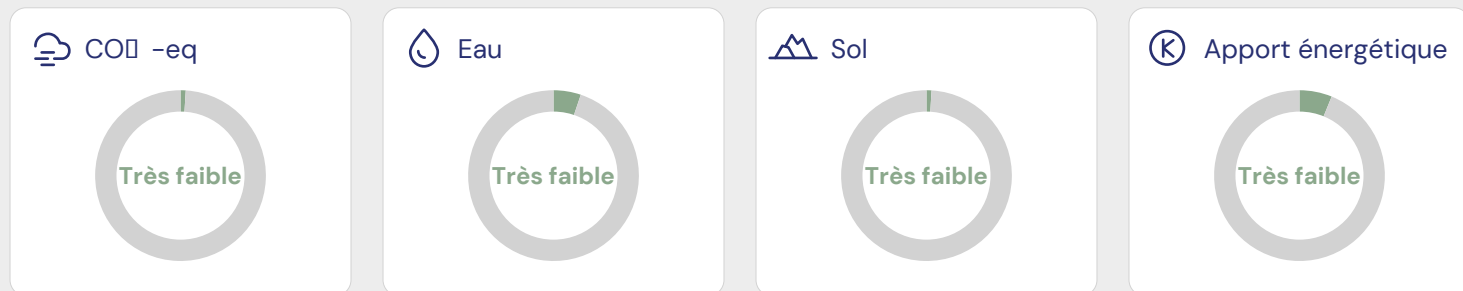 CO▯ -eq
Eau
Sol
Apport énergétique
Très faible
Très faible
Très faible
Très faible